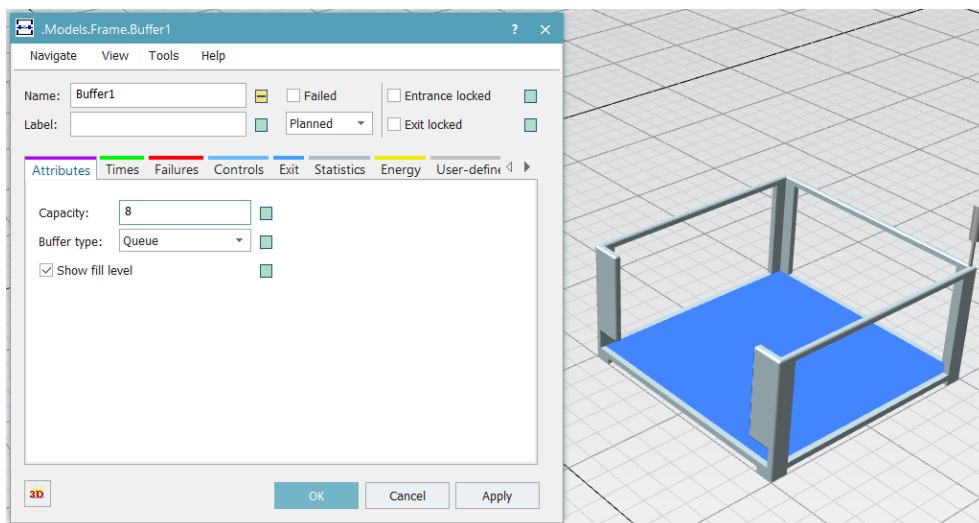 .Models.Frame.Buffer1 ?
Navigate View Tools Help
Name: Buffer1 Failed Entrance locked
Label: Planned Exit locked
Attributes Times Failures Controls Exit Statistics Energy User-define
Capacity: 8
Buffer type: Queue
Show fill level
3D OK Cancel Apply